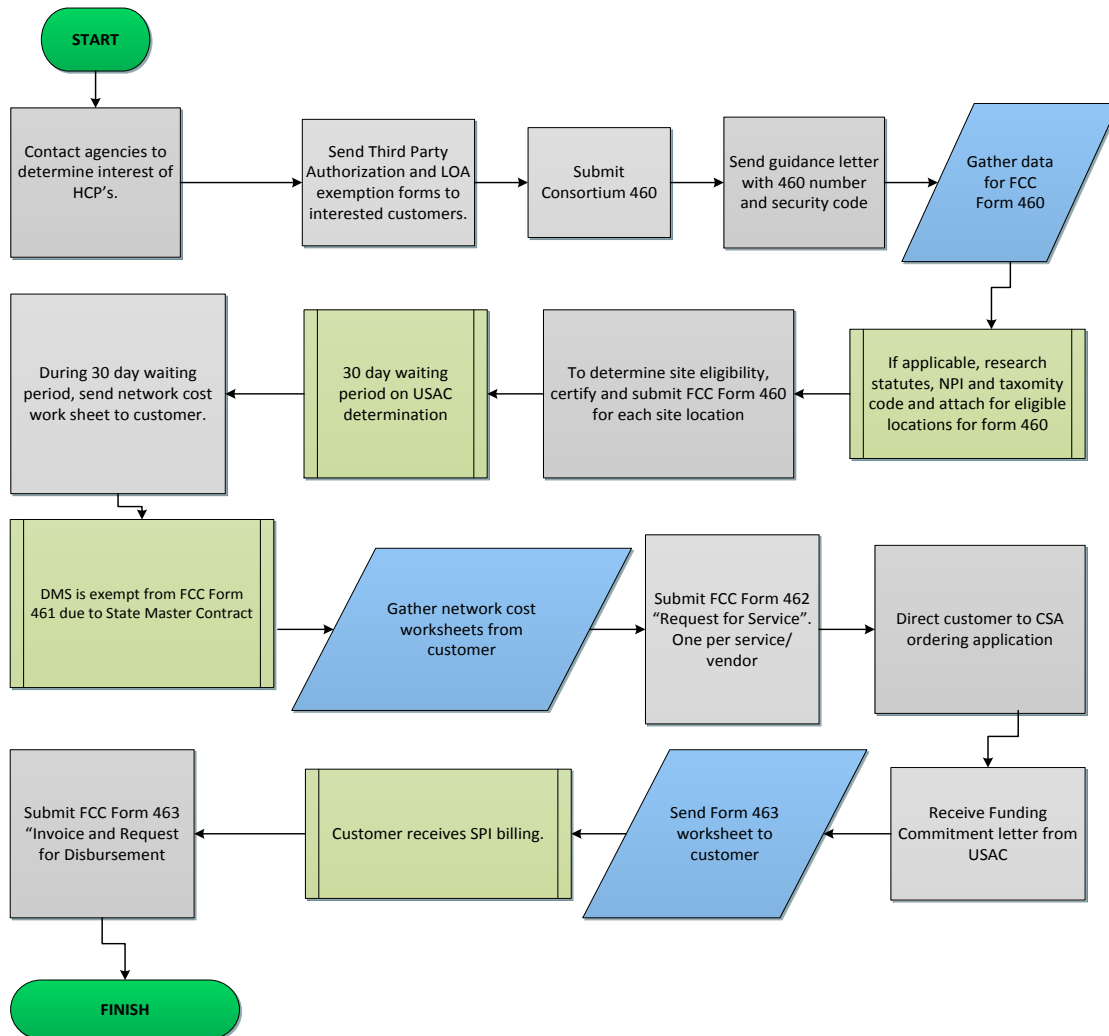 START
Contact agencies to
determine interest of
HCP's.
Send Third Party
Authorization and LOA
exemption forms to
interested customers.
Submit
Consortium 460
Send guidance letter
with 460 number
and security code
Gather data
for FCC
Form 460
If applicable, research
statutes, NPI and taxomity
code and attach for eligible
locations for form 460
To determine site eligibility,
certify and submit FCC Form 460
for each site location
30 day waiting
period on USAC
determination
During 30 day waiting
period, send network cost
work sheet to customer.
DMS is exempt from FCC Form
461 due to State Master Contract
Gather network cost
worksheets from
customer
Submit FCC Form 462
“Request for Service”.
One per service/
vendor
Direct customer to CSA
ordering application
Receive Funding
Commitment letter from
USAC
Send Form 463
worksheet to
customer
Customer receives SPI billing.
Submit FCC Form 463
“Invoice and Request
for Disbursement
FINISH